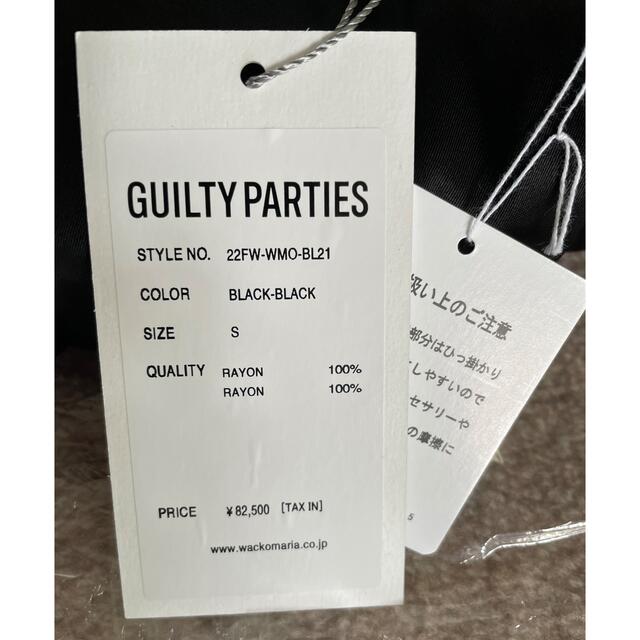 GUILTY PARTIES
STYLE NO. 22FW-WMO-BL21
COLOR BLACK-BLACK
SIZE S
QUALITY RAYON 100%
RAYON 100%
PRICE ¥82,500 [TAX IN]
www.wackomaria.co.jp
扱い上のご注意
部分はひっ掛かり
しやすいので
セサリーや
の摩擦に
5